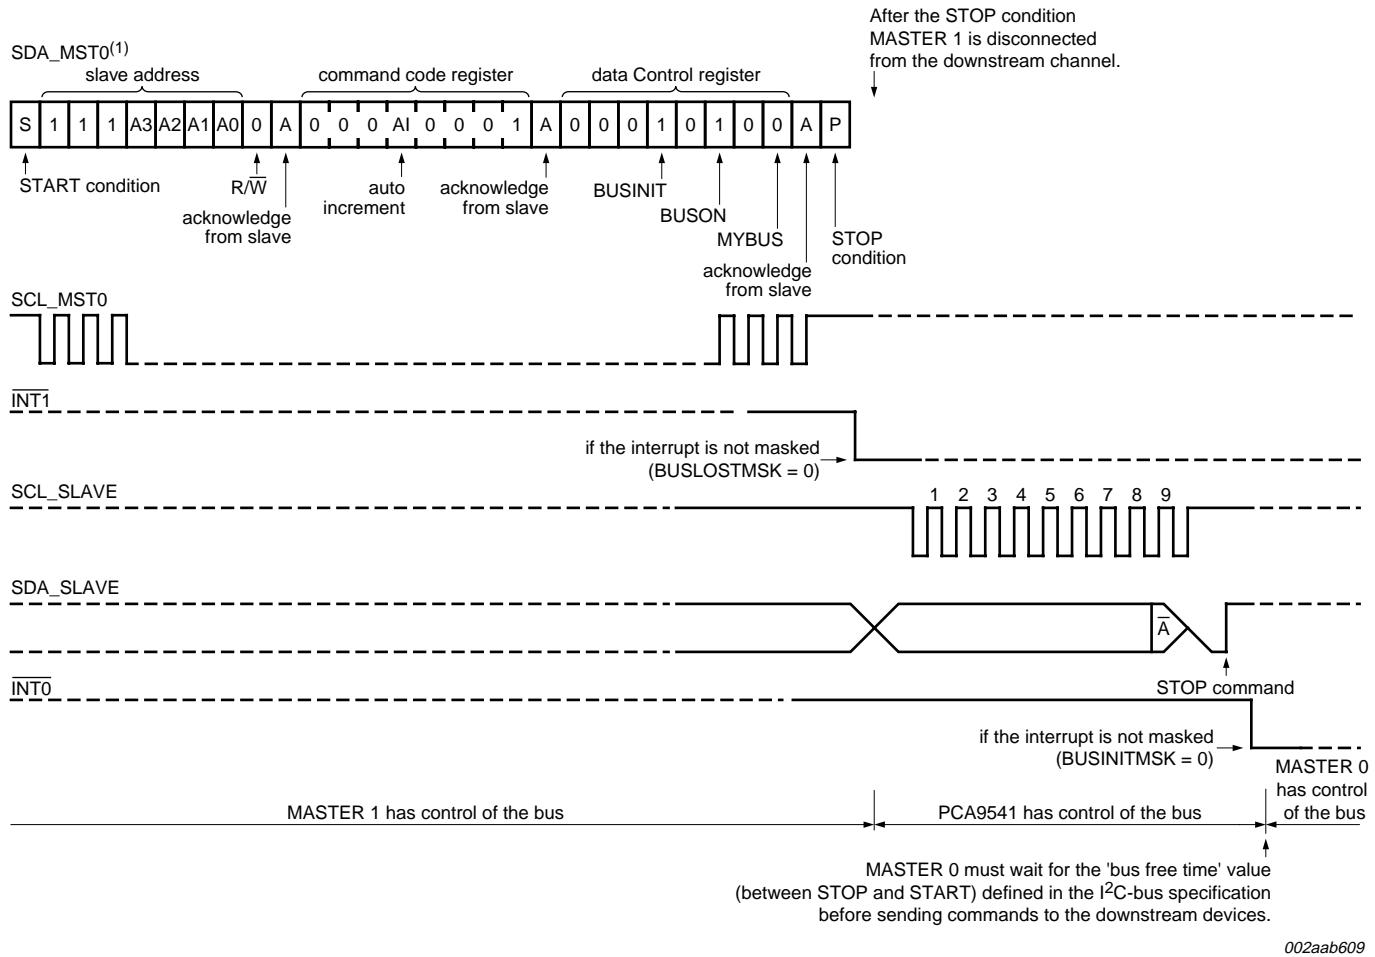 After the STOP condition
MASTER 1 is disconnected
from the downstream channel.
SDA_MST0(1)
slave address
command code register
data Control register
S 1 1 1 A3 A2 A1 A0 0 A 0 0 0 AI 0 0 0 1 A 0 0 0 1 0 1 0 0 A P
START condition
R/W̅
acknowledge
from slave
auto
increment
acknowledge
from slave
BUSINIT
BUSON
MYBUS
acknowledge
from slave
STOP
condition
SCL_MST0
I̅N̅T̅1̅
if the interrupt is not masked
(BUSLOSTMSK = 0)
SCL_SLAVE
1 2 3 4 5 6 7 8 9
SDA_SLAVE
A̅
STOP command
I̅N̅T̅0̅
if the interrupt is not masked
(BUSINITMSK = 0)
MASTER 1 has control of the bus
PCA9541 has control of the bus
MASTER 0
has control
of the bus
MASTER 0 must wait for the 'bus free time' value
(between STOP and START) defined in the I2C-bus specification
before sending commands to the downstream devices.
002aab609